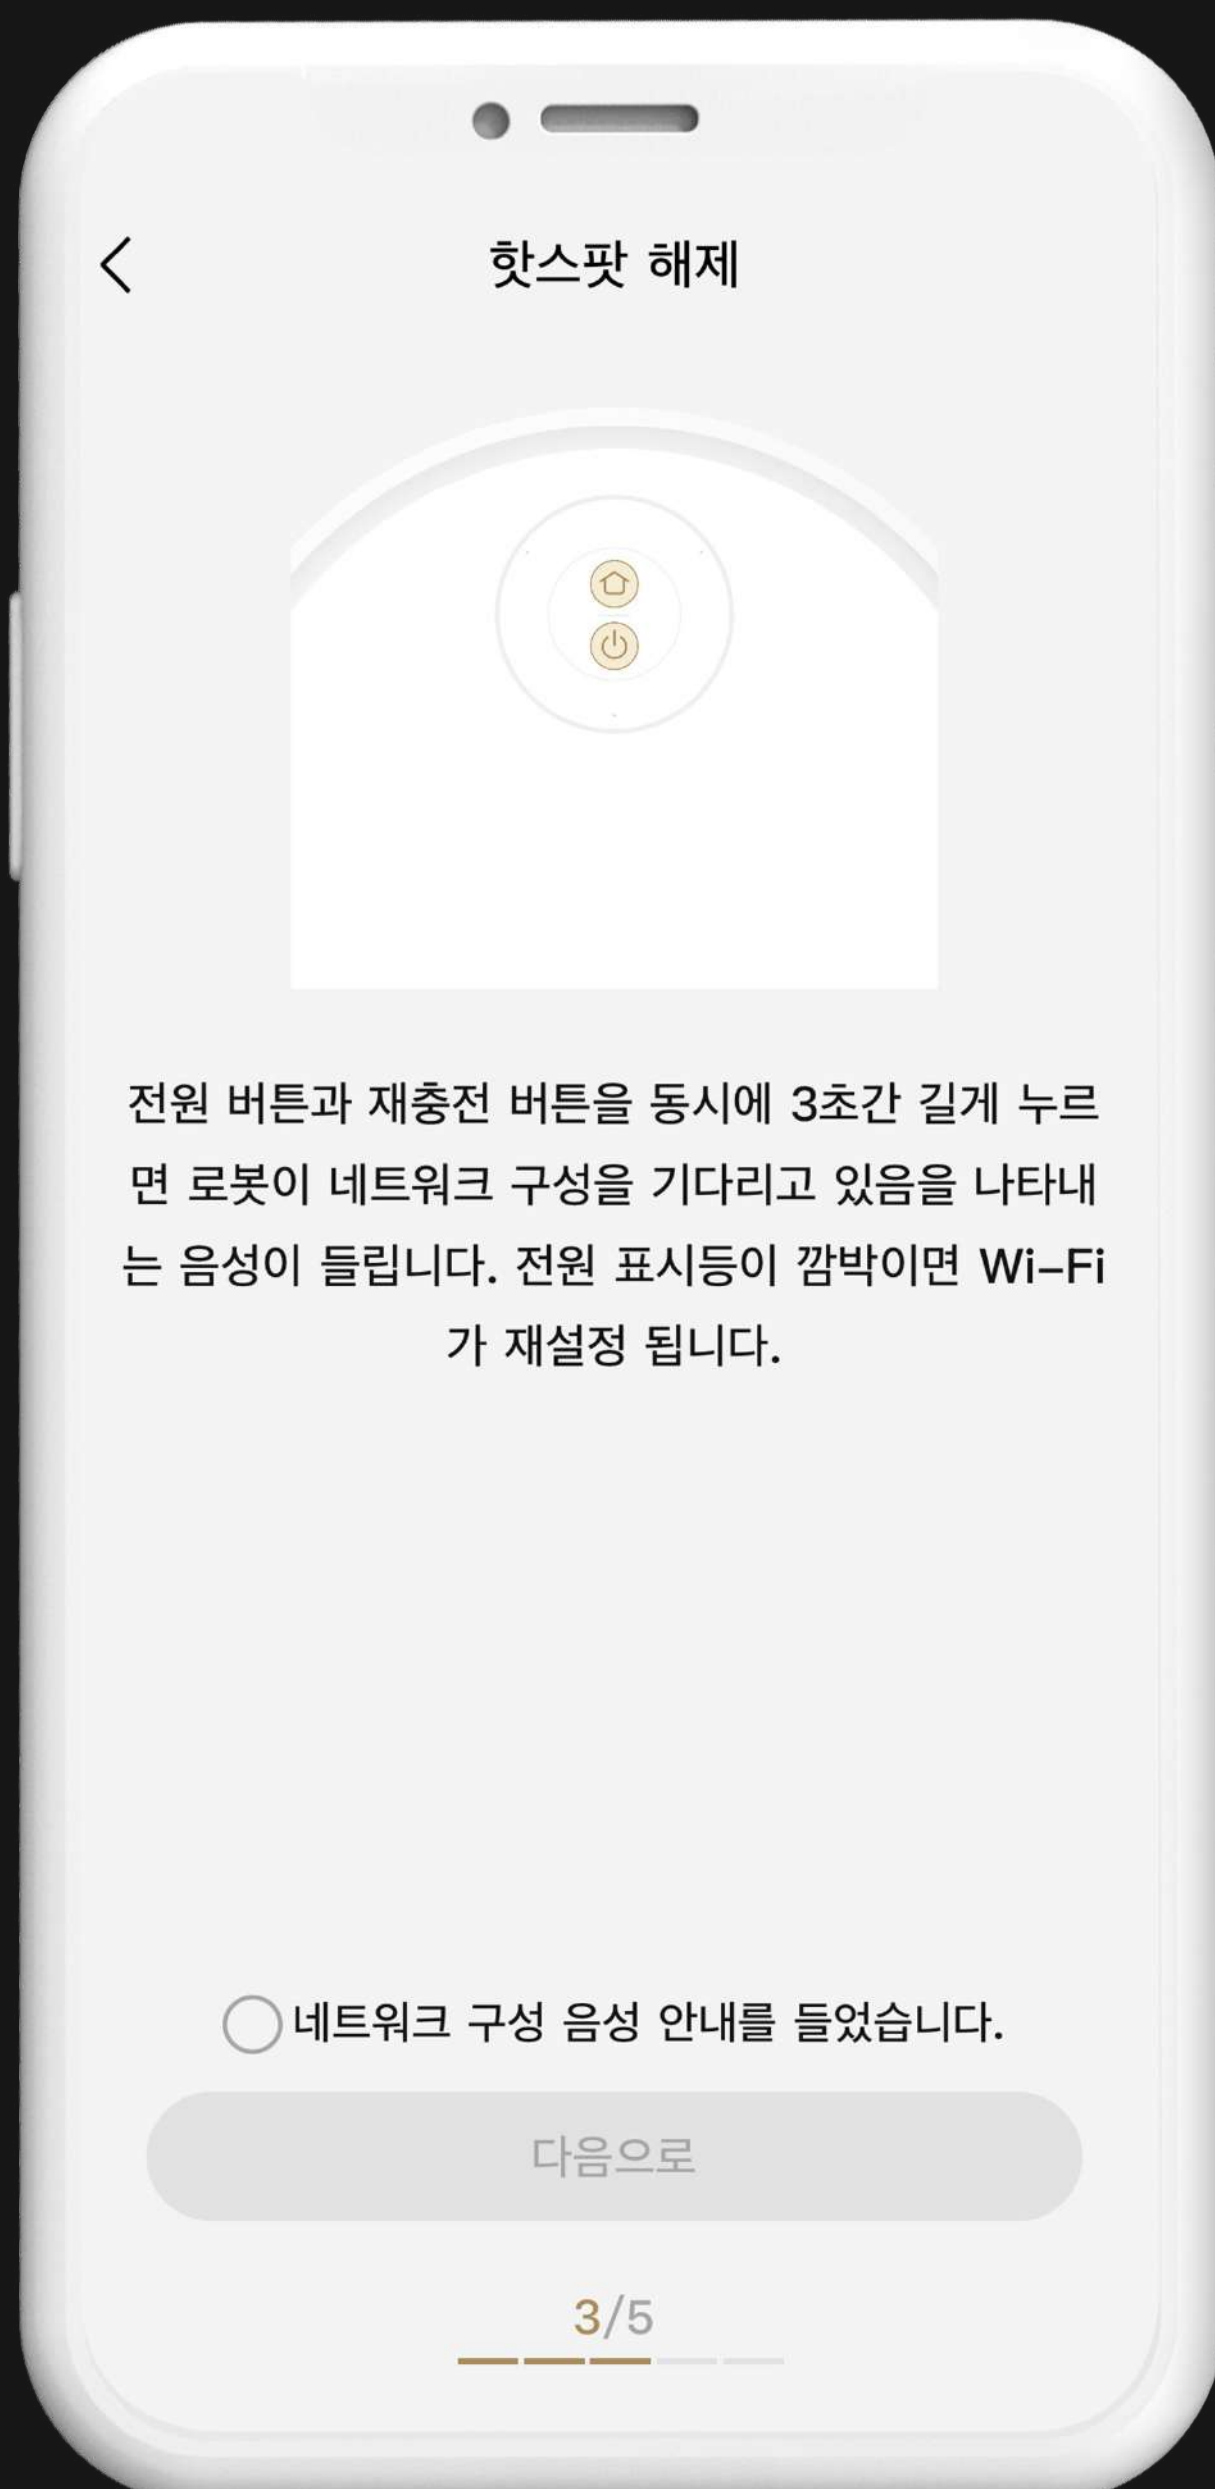 핫스팟 해제
전원 버튼과 재충전 버튼을 동시에 3초간 길게 누르
면 로봇이 네트워크 구성을 기다리고 있음을 나타내
는 음성이 들립니다. 전원 표시등이 깜박이면 Wi-Fi
가 재설정 됩니다.
네트워크 구성 음성 안내를 들었습니다.
다음으로
3/5